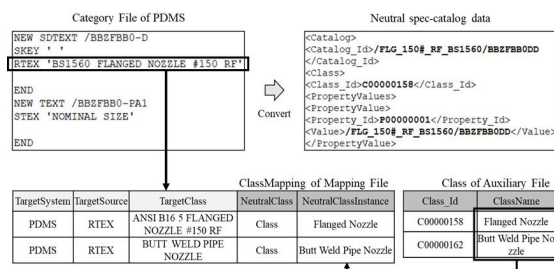 Category File of PDMS
Neutral spec-catalog data
NEW SDTEXT /BBZFBB0-D
SKEY ' '
RTEX 'BS1560 FLANGED NOZZLE #150 RF'
END
NEW TEXT /BBZFBB0-PA1
STEX 'NOMINAL SIZE'
END
Convert
<Catalog>
<Catalog_Id>/FLG_150#_RF_BS1560/BBZFBB0DD
</Catalog_Id>
<Class>
<Class_Id>C00000158</Class_Id>
<PropertyValues>
<PropertyValue>
<Property_Id>P00000001</Property_Id>
<Value>/FLG_150#_RF_BS1560/BBZFBB0DD</Value>
</PropertyValue>
ClassMapping of Mapping File
TargetSystem TargetSource TargetClass NeutralClass NeutralClassInstance
PDMS RTEX ANSI B16 5 FLANGED NOZZLE #150 RF Class Flanged Nozzle
PDMS RTEX BUTT WELD PIPE NOZZLE Class Butt Weld Pipe Nozzle
Class of Auxiliary File
Class_Id ClassName
C00000158 Flanged Nozzle
C00000162 Butt Weld Pipe No
zzle